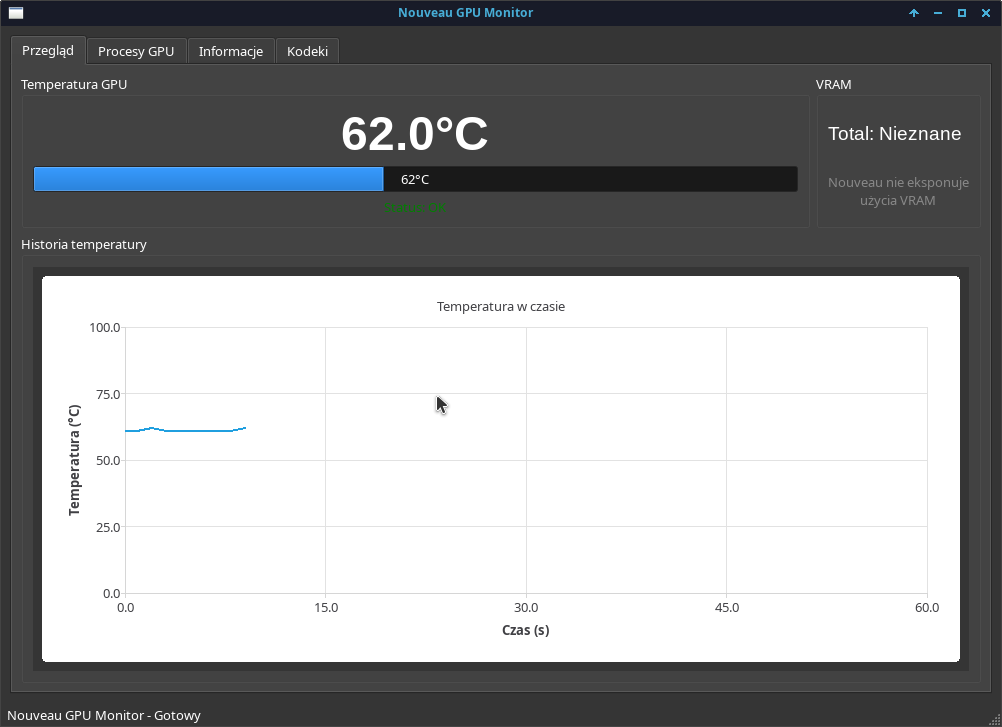 Nouveau GPU Monitor
Przegląd
Procesy GPU
Informacje
Kodeki
Temperatura GPU
62.0°C
62°C
Status: OK
VRAM
Total: Nieznane
Nouveau nie eksponuje
użycia VRAM
Historia temperatury
Temperatura w czasie
100.0
75.0
50.0
25.0
0.0
Temperatura (°C)
0.0
15.0
30.0
45.0
60.0
Czas (s)
Nouveau GPU Monitor - Gotowy